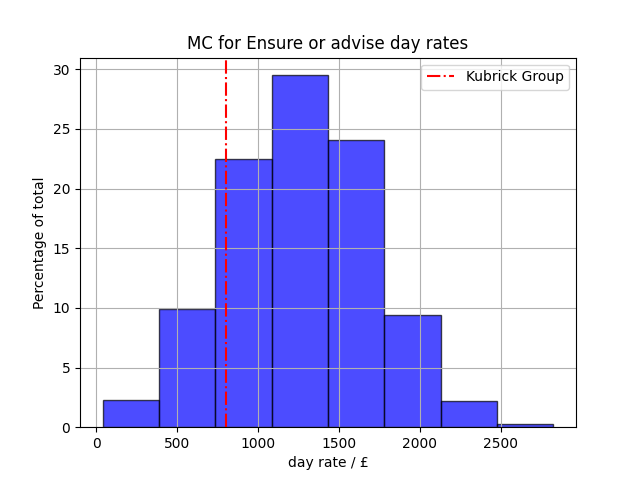 MC for Ensure or advise day rates
Kubrick Group
Percentage of total
30
25
20
15
10
5
0
0 500 1000 1500 2000 2500
day rate / £